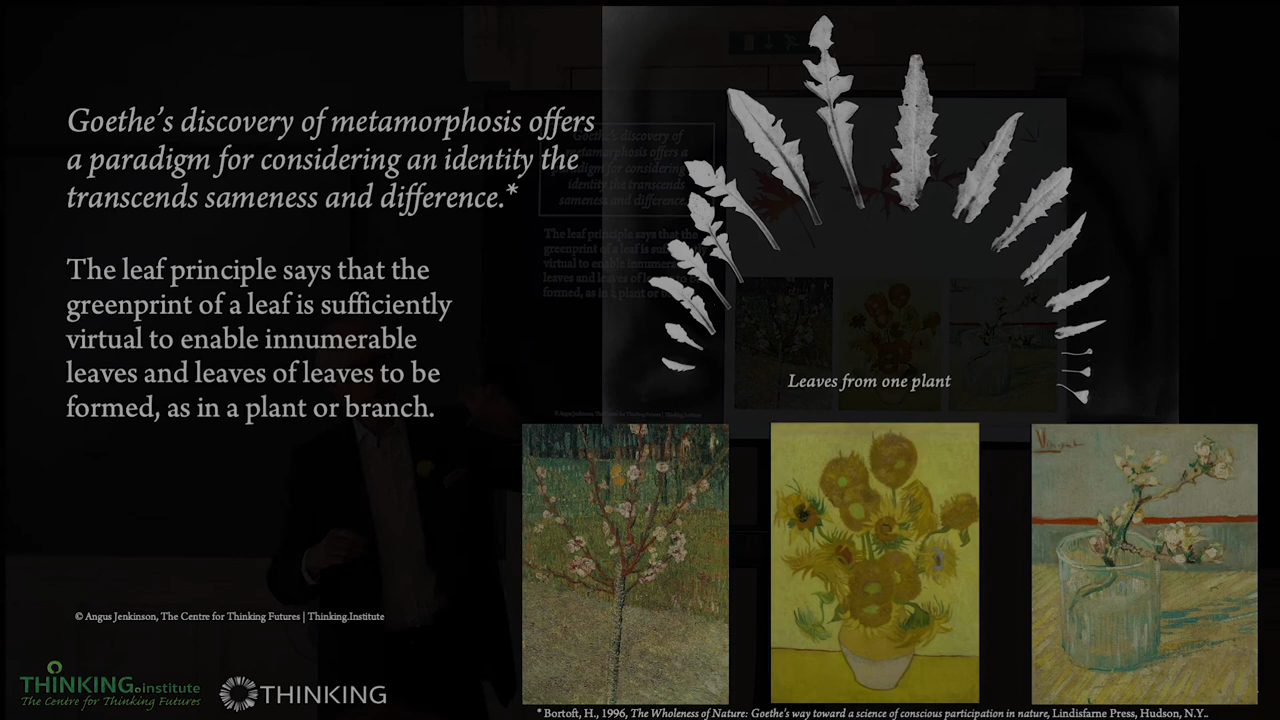 Goethe's discovery of metamorphosis offers
a paradigm for considering an identity the
transcends sameness and difference.*
The leaf principle says that the
greenprint of a leaf is sufficiently
virtual to enable innumerable
leaves and leaves of leaves to be
formed, as in a plant or branch.
Leaves from one plant
© Angus Jenkinson, The Centre for Thinking Futures | Thinking.Institute
THINKING.institute
The Centre for Thinking Futures
THINKING
* Bortoft, H., 1996, The Wholeness of Nature: Goethe's way toward a science of conscious participation in nature, Lindisfarne Press, Hudson, N.Y..